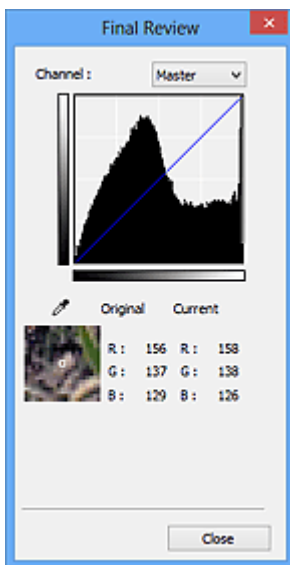 Final Review
Channel : Master
Original Current
R : 156 R : 158
G : 137 G : 138
B : 129 B : 126
Close